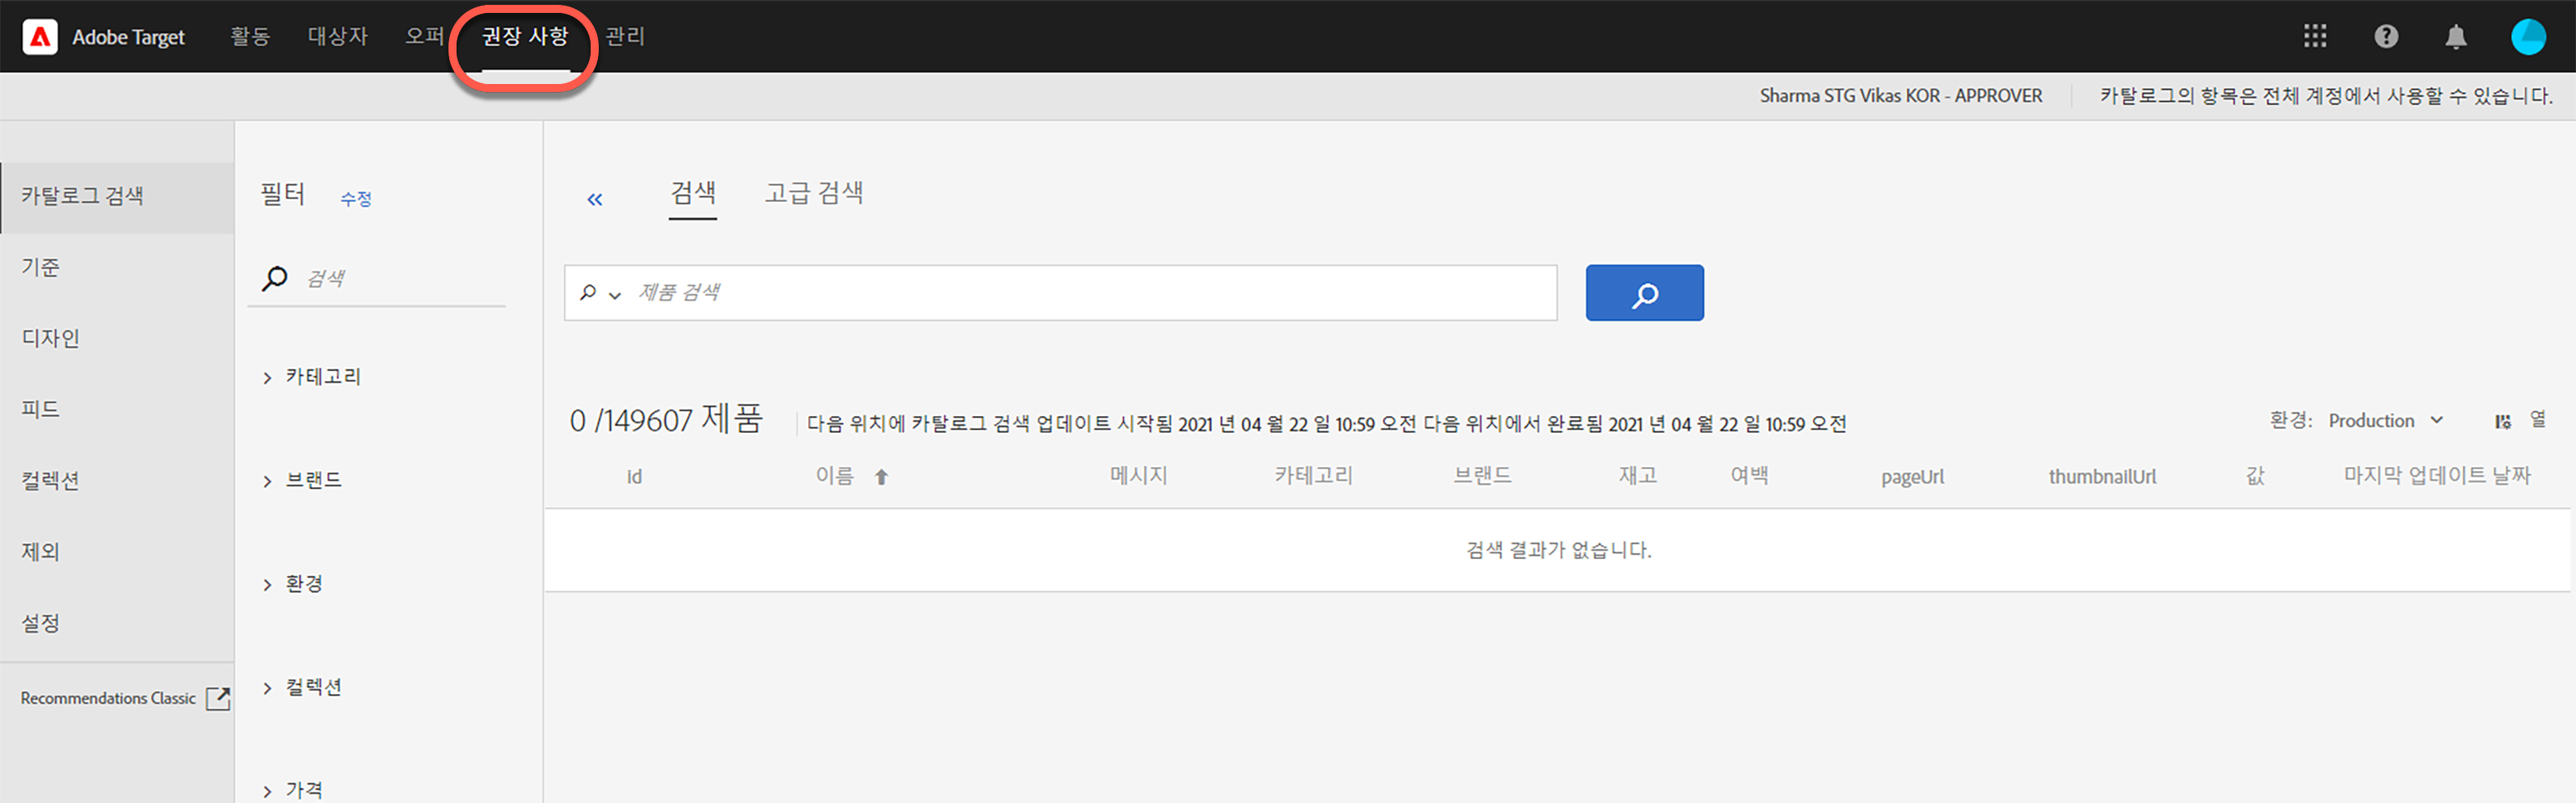 Adobe Target 활동 대상자 오퍼 권장 사항 관리
Sharma STG Vikas KOR - APPROVER 카탈로그의 항목은 전체 계정에서 사용할 수 있습니다.
카탈로그 검색
기준
디자인
피드
컬렉션
제외
설정
Recommendations Classic
필터 수정
검색
카테고리
브랜드
환경
컬렉션
가격
검색 고급 검색
제품 검색
0 /149607 제품 다음 위치에 카탈로그 검색 업데이트 시작됨 2021 년 04 월 22 일 10:59 오전 다음 위치에서 완료됨 2021 년 04 월 22 일 10:59 오전 환경: Production 열
id 이름 메시지 카테고리 브랜드 재고 여백 pageUrl thumbnailUrl 값 마지막 업데이트 날짜
검색 결과가 없습니다.